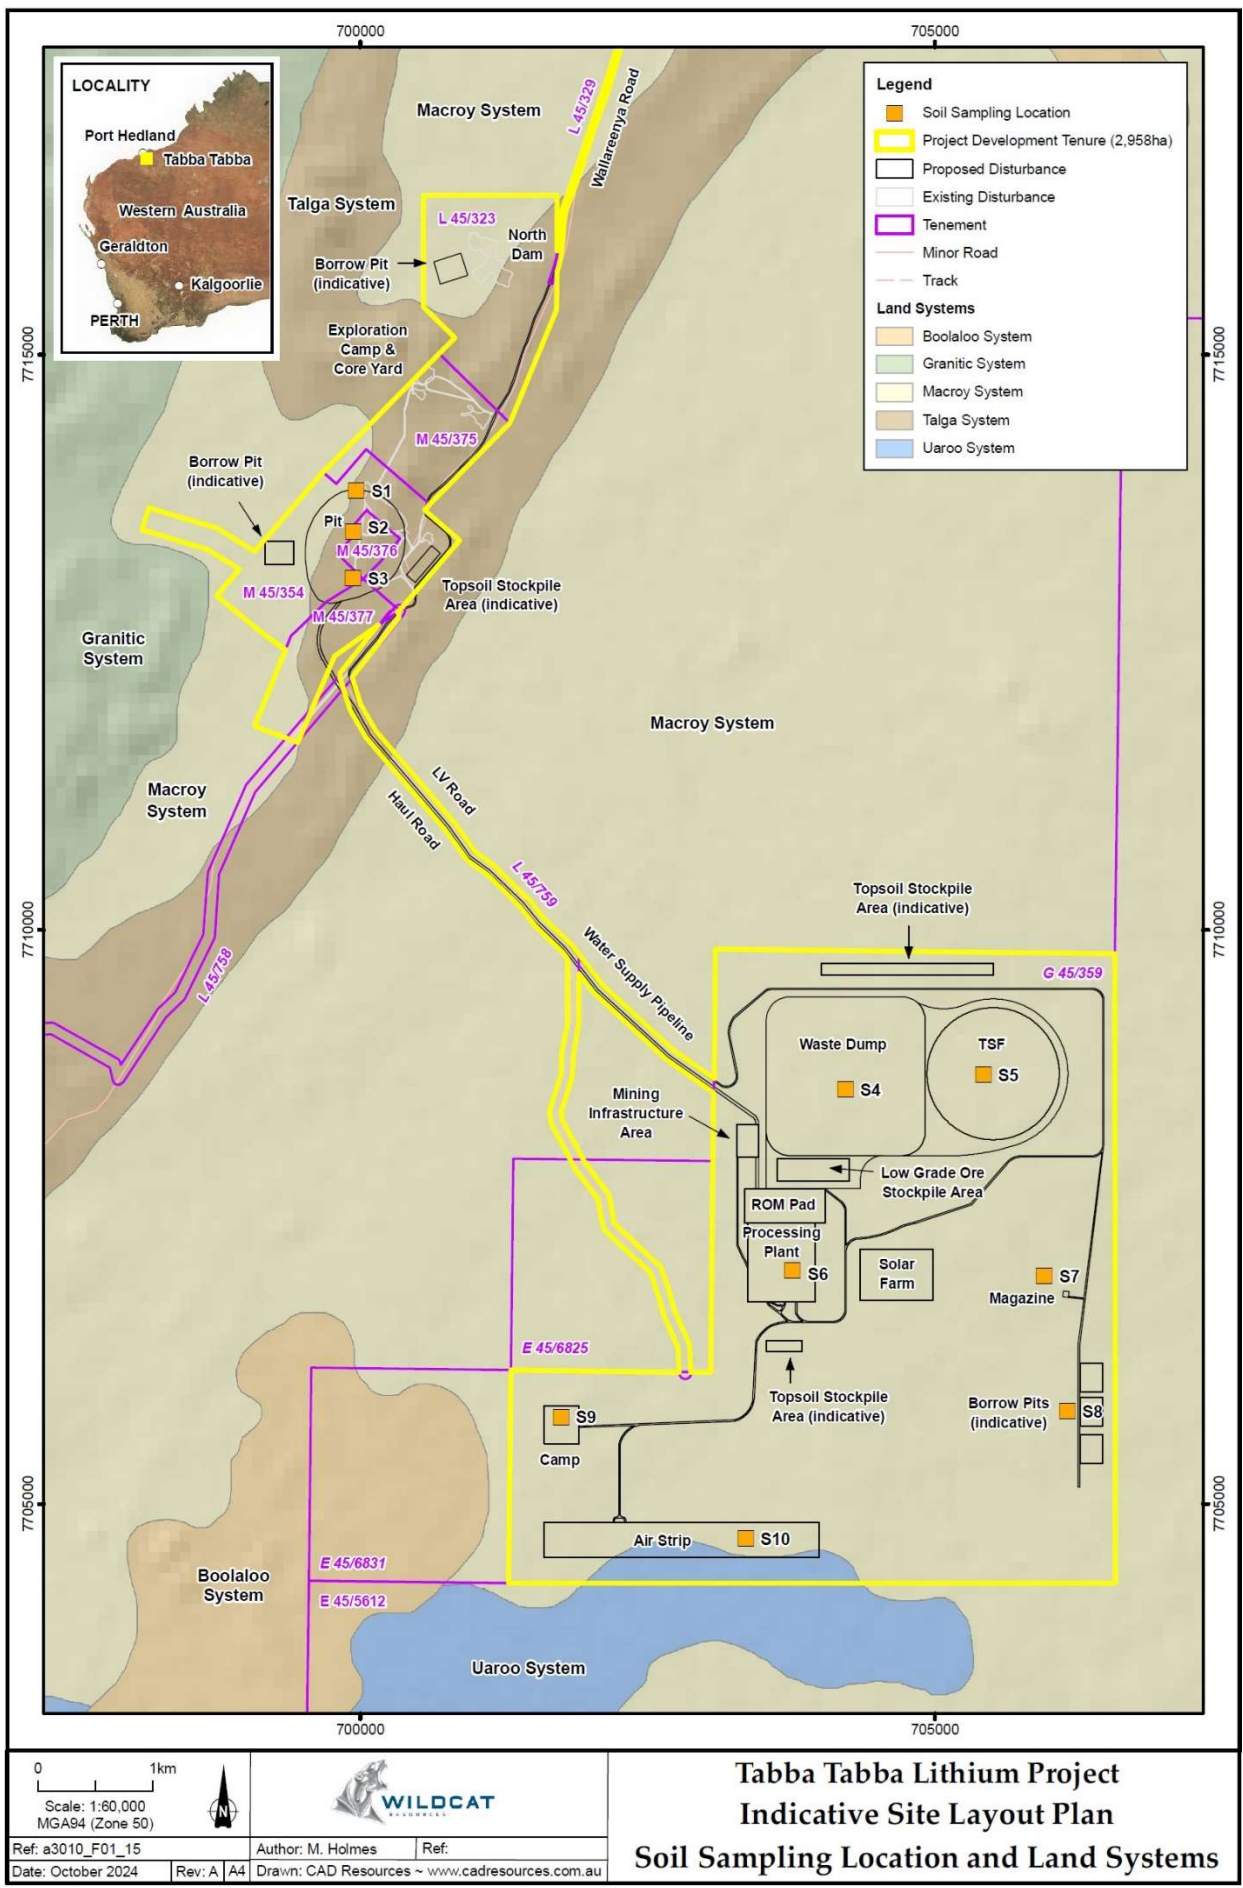 700000
705000
LOCALITY
Port Hedland
Tabba Tabba
Western Australia
Geraldton
Kalgoorlie
PERTH
Macroy System
L 45/329
Wallareenya Road
Talga System
L 45/323
North
Dam
Borrow Pit
(indicative)
Legend
Soil Sampling Location
Project Development Tenure (2,958ha)
Proposed Disturbance
Existing Disturbance
Tenement
Minor Road
Track
Land Systems
Boolaloo System
Granitic System
Macroy System
Talga System
Uaroo System
7715000
7715000
Exploration
Camp &
Core Yard
M 45/375
Borrow Pit
(indicative)
S1
Pit
S2
M 45/376
S3
M 45/354
M 45/377
Topsoil Stockpile
Area (indicative)
Granitic
System
Macroy System
Macroy
System
LV Road
Haul Road
L 45/759
Water Supply Pipeline
L 45/758
7710000
7710000
Topsoil Stockpile
Area (indicative)
G 45/359
Waste Dump
TSF
S4
S5
Mining
Infrastructure
Area
Low Grade Ore
Stockpile Area
ROM Pad
Processing
Plant
S6
Solar
Farm
S7
Magazine
E 45/6825
Topsoil Stockpile
Area (indicative)
Borrow Pits
(indicative)
S8
S9
Camp
7705000
7705000
Air Strip
S10
E 45/6831
E 45/5612
Boolaloo
System
Uaroo System
700000
705000
0 1km
Scale: 1:60,000
MGA94 (Zone 50)
N
WILDCAT
RESOURCES
Ref: a3010_F01_15
Author: M. Holmes
Ref:
Date: October 2024
Rev: A
A4
Drawn: CAD Resources ~ www.cadresources.com.au
Tabba Tabba Lithium Project
Indicative Site Layout Plan
Soil Sampling Location and Land Systems